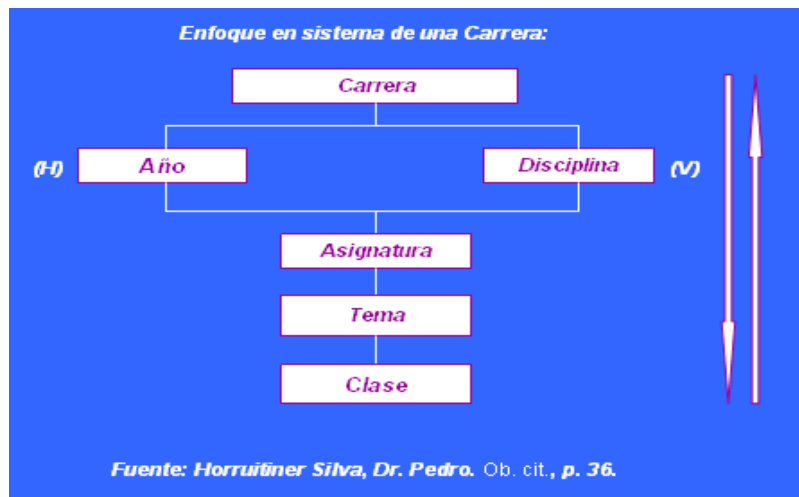 Enfoque en sistema de una Carrera:
Carrera
(H) Año Disciplina (V)
Asignatura
Tema
Clase
Fuente: Horruitiner Silva, Dr. Pedro. Ob. cit., p. 36.